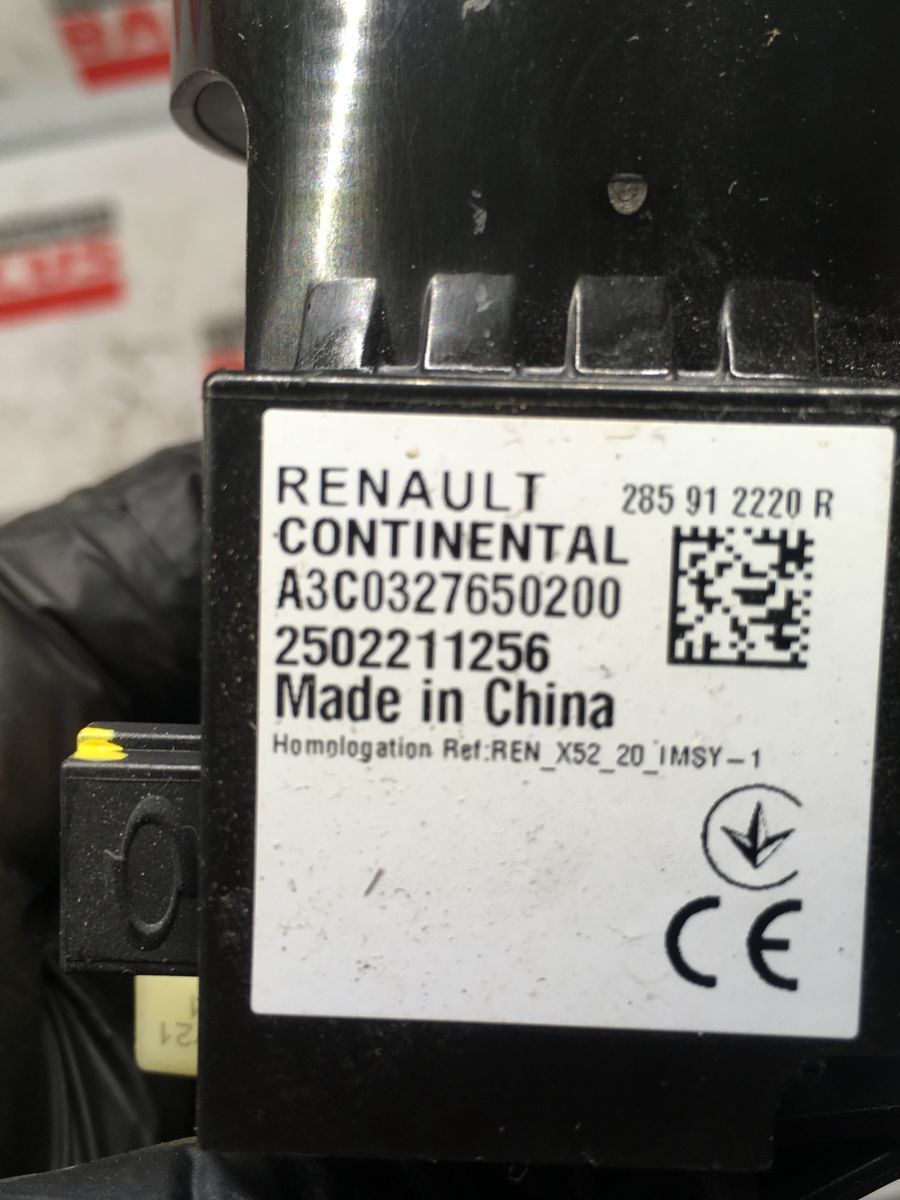 RENAULT 285 91 2220 R
CONTINENTAL
A3C0327650200
2502211256
Made in China
Homologation Ref:REN_X52_20_IMSY-1
CE